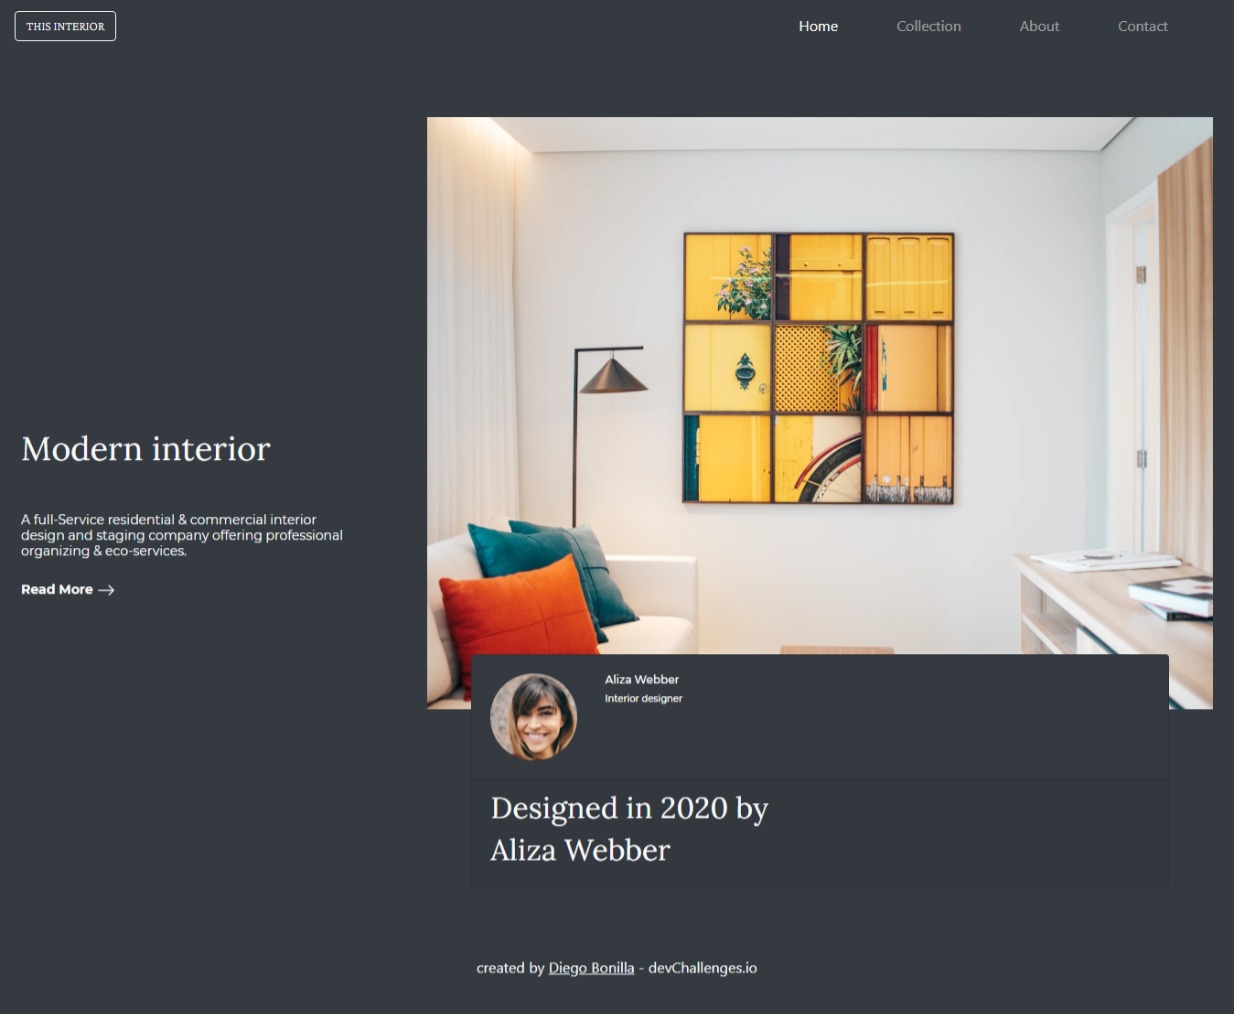 THIS INTERIOR
Home
Collection
About
Contact
Modern interior
A full-Service residential & commercial interior
design and staging company offering professional
organizing & eco-services.
Read More
Aliza Webber
Interior designer
Designed in 2020 by
Aliza Webber
created by Diego Bonilla - devChallenges.io